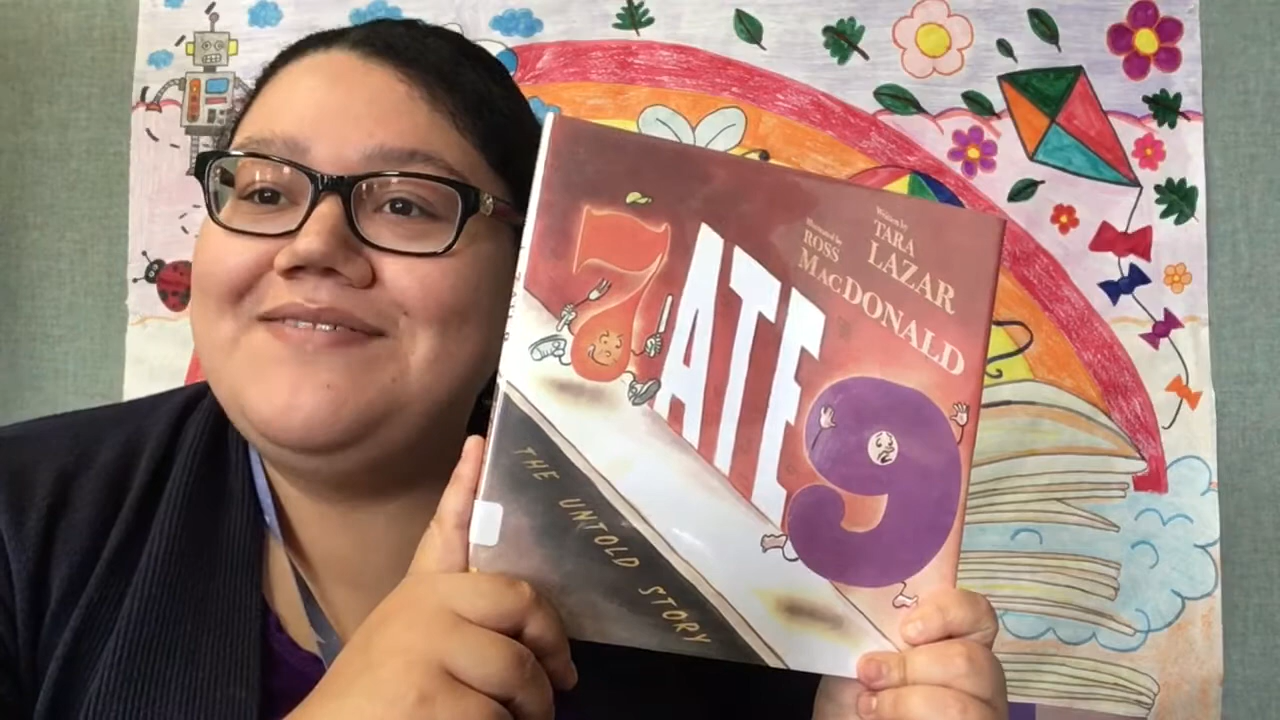 Written by
TARA
LAZAR
Illustrated by
ROSS
MACDONALD
7 ATE 9
THE UNTOLD STORY